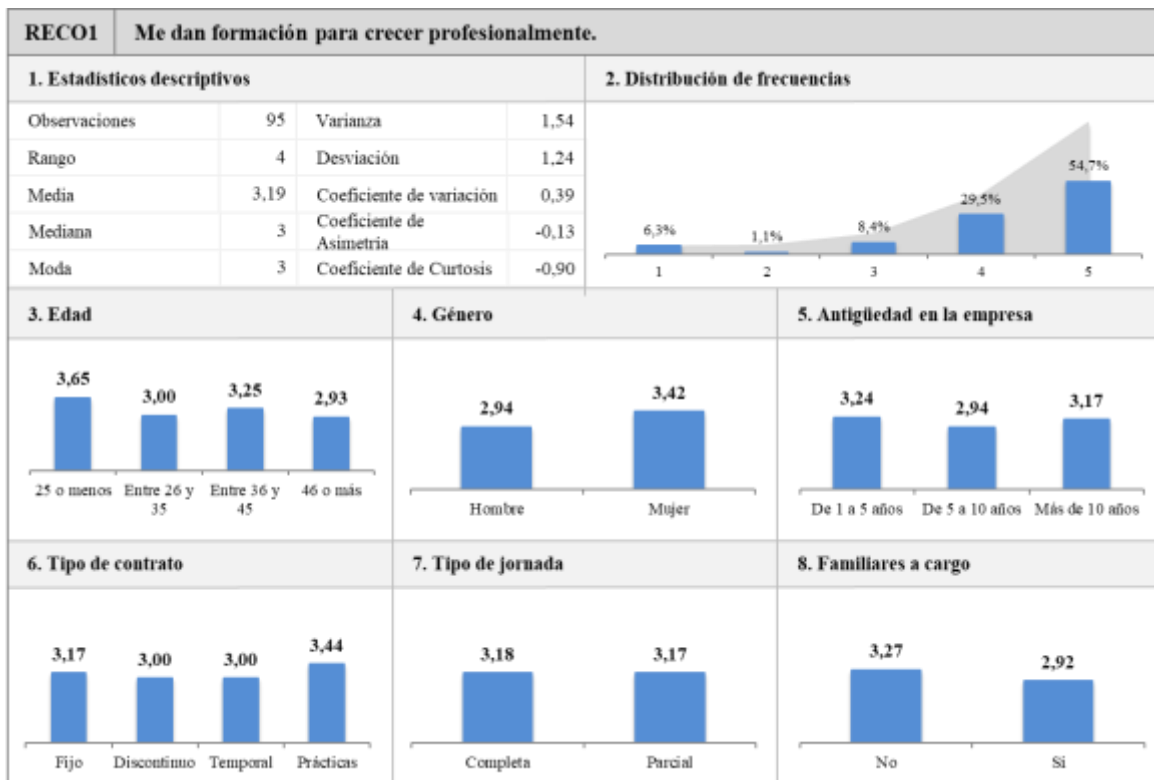 RECO1 Me dan formación para crecer profesionalmente.
1. Estadísticos descriptivos
Observaciones 95 Varianza 1,54
Rango 4 Desviación 1,24
Media 3,19 Coeficiente de variación 0,39
Mediana 3 Coeficiente de Asimetría -0,13
Moda 3 Coeficiente de Curtosis -0,90
2. Distribución de frecuencias
6,3% 1,1% 8,4% 29,5% 54,7%
1 2 3 4 5
3. Edad
3,65 3,00 3,25 2,93
25 o menos Entre 26 y 35 Entre 36 y 45 46 o más
4. Género
2,94 3,42
Hombre Mujer
5. Antigüedad en la empresa
3,24 2,94 3,17
De 1 a 5 años De 5 a 10 años Más de 10 años
6. Tipo de contrato
3,17 3,00 3,00 3,44
Fijo Discontinuo Temporal Prácticas
7. Tipo de jornada
3,18 3,17
Completa Parcial
8. Familiares a cargo
3,27 2,92
No Si